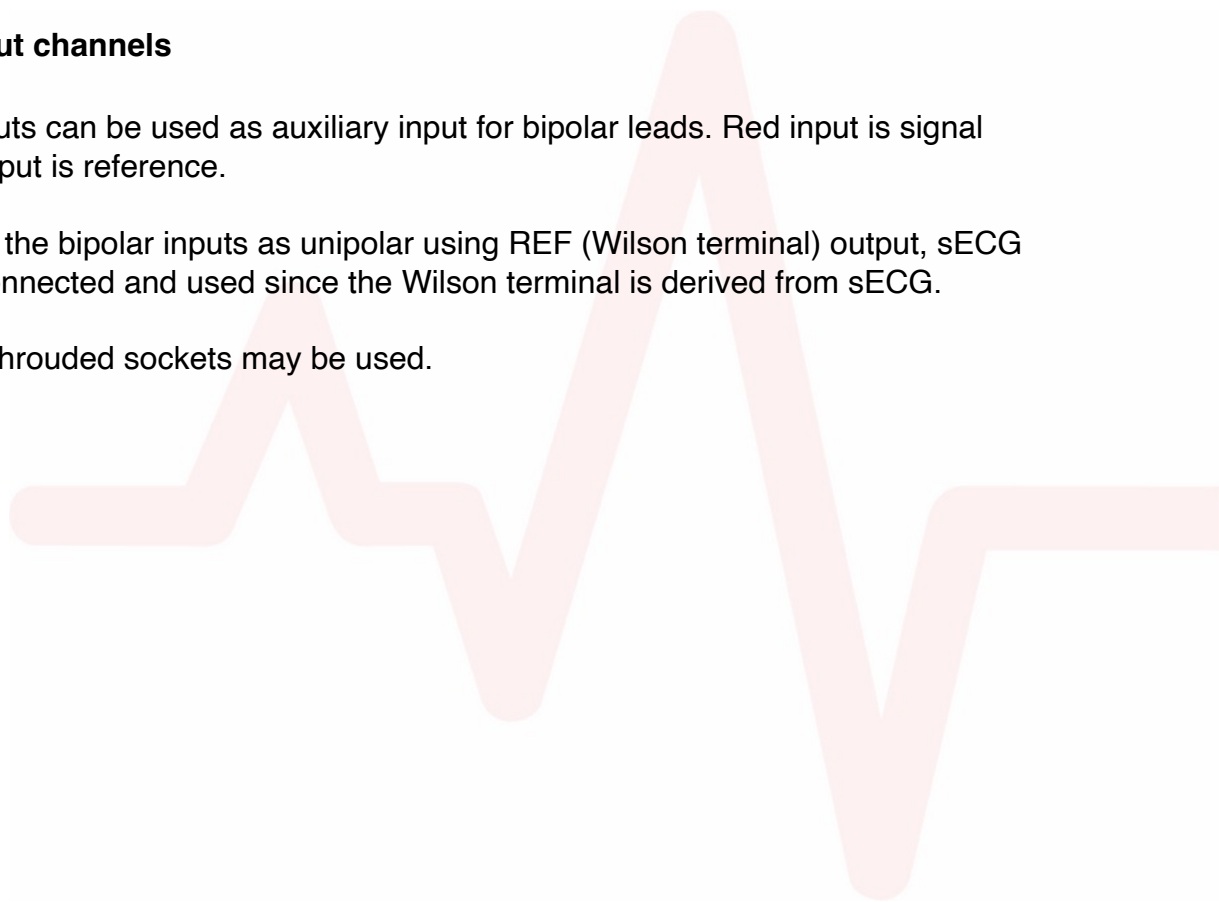 ut channels
uts can be used as auxiliary input for bipolar leads. Red input is signal
put is reference.
the bipolar inputs as unipolar using REF (Wilson terminal) output, sECG
nnected and used since the Wilson terminal is derived from sECG.
hrouded sockets may be used.